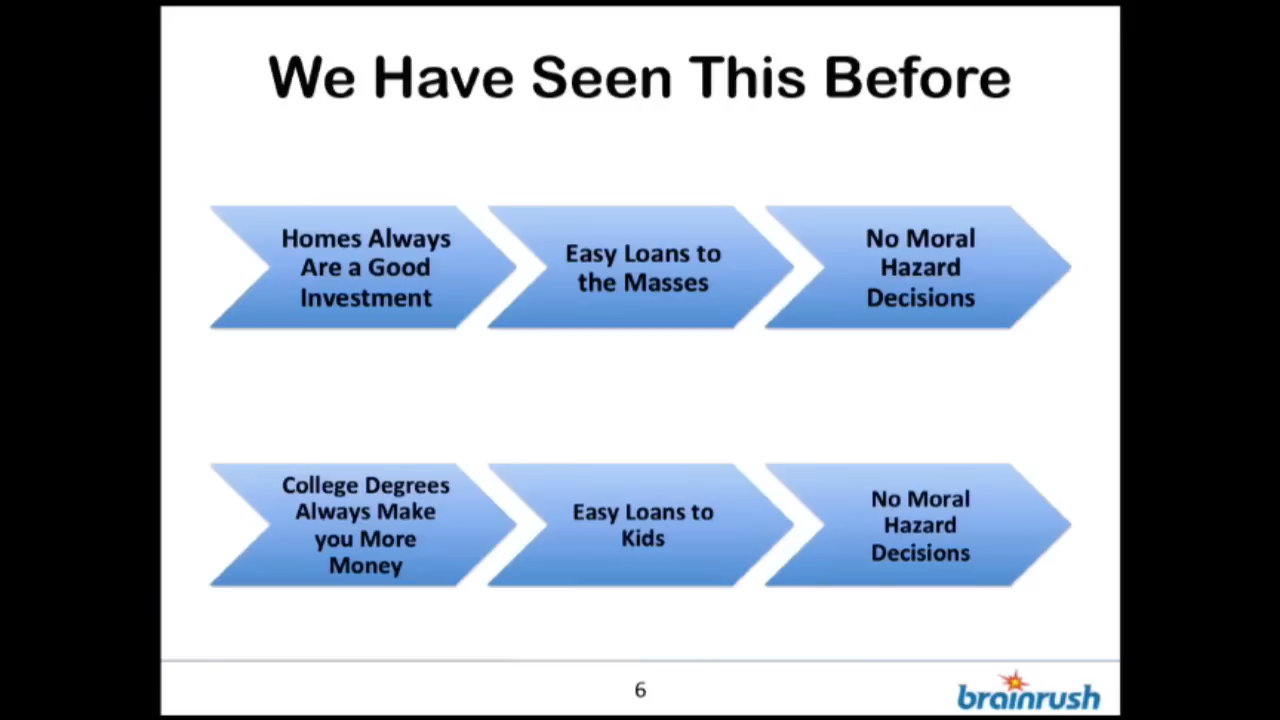 We Have Seen This Before
Homes Always
Are a Good
Investment
Easy Loans to
the Masses
No Moral
Hazard
Decisions
College Degrees
Always Make
you More
Money
Easy Loans to
Kids
No Moral
Hazard
Decisions
6
brainrush